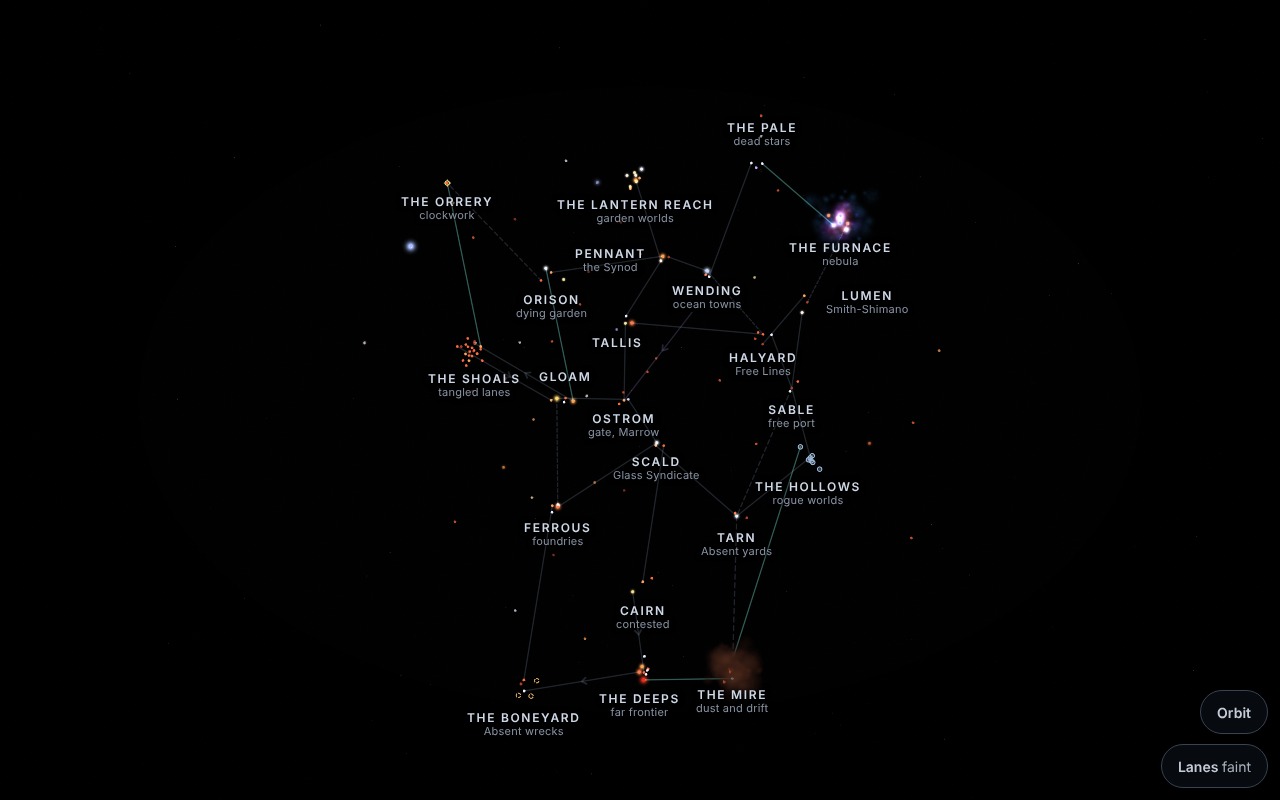 THE PALE
dead stars
THE ORRERY
clockwork
THE LANTERN REACH
garden worlds
THE FURNACE
nebula
PENNANT
the Synod
WENDING
ocean towns
LUMEN
Smith-Shimano
ORISON
dying garden
TALLIS
HALYARD
Free Lines
THE SHOALS
tangled lanes
GLOAM
SABLE
free port
OSTROM
gate, Marrow
SCALD
Glass Syndicate
THE HOLLOWS
rogue worlds
FERROUS
foundries
TARN
Absent yards
CAIRN
contested
THE DEEPS
far frontier
THE MIRE
dust and drift
THE BONEYARD
Absent wrecks
Orbit
Lanes faint